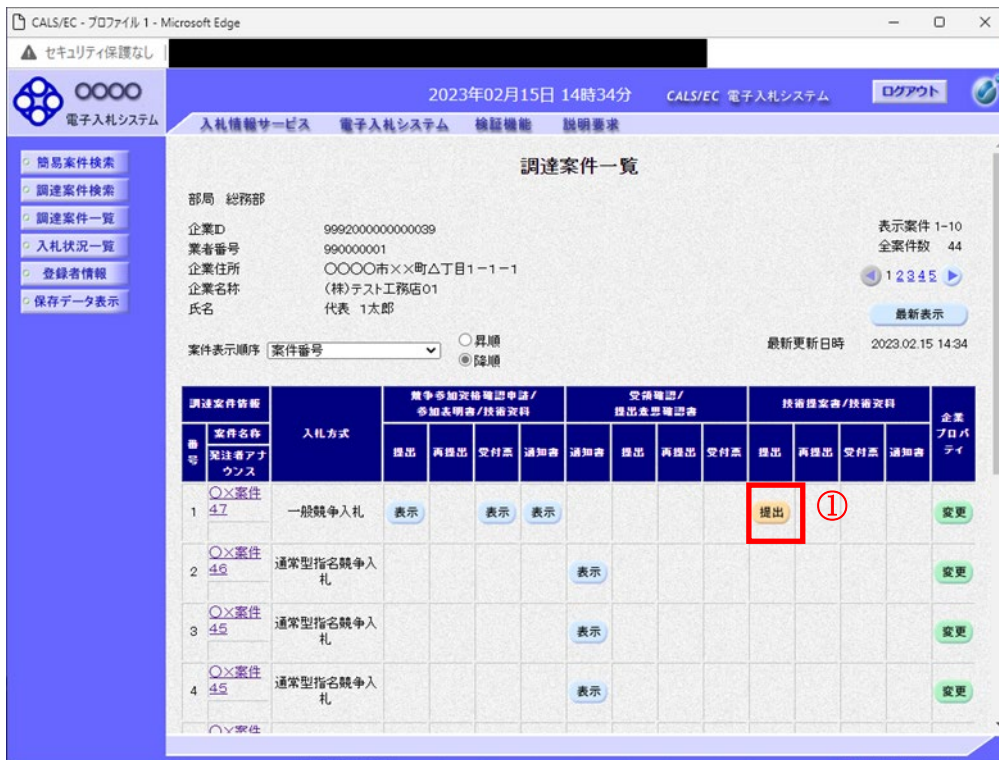 CALS/EC - プロファイル 1 - Microsoft Edge
セキュリティ保護なし
〇〇〇〇
電子入札システム
2023年02月15日 14時34分
CALS/EC 電子入札システム
ログアウト
入札情報サービス 電子入札システム 検証機能 説明要求
簡易案件検索
調達案件検索
調達案件一覧
入札状況一覧
登録者情報
保存データ表示
調達案件一覧
部局 総務部
企業ID 9992000000000039
業者番号 990000001
企業住所 〇〇〇〇市××町△丁目1-1-1
企業名称 (株)テスト工務店01
氏名 代表 1太郎
表示案件 1-10
全案件数 44
1 2 3 4 5
最新表示
案件表示順序 案件番号
昇順
降順
最新更新日時 2023.02.15 14:34
調達案件情報
入札方式
競争参加資格確認申請/
参加表明書/技術資料
受領確認/
提出意思確認書
技術提案書/技術資料
企業
プロパ
ティ
番号
案件名称
発注者アナ
ウンス
提出 再提出 受付票 通知書 通知書 提出 再提出 受付票 提出 再提出 受付票 通知書
1 〇×案件
47 一般競争入札 表示 表示 表示 提出 ① 変更
2 〇×案件
46 通常型指名競争入
札 表示 変更
3 〇×案件
45 通常型指名競争入
札 表示 変更
4 〇×案件
45 通常型指名競争入
札 表示 変更
〇×案件